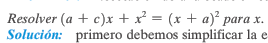 Resolver (a + c)x + x² = (x + a)² para x.
Solución: primero debemos simplificar la e